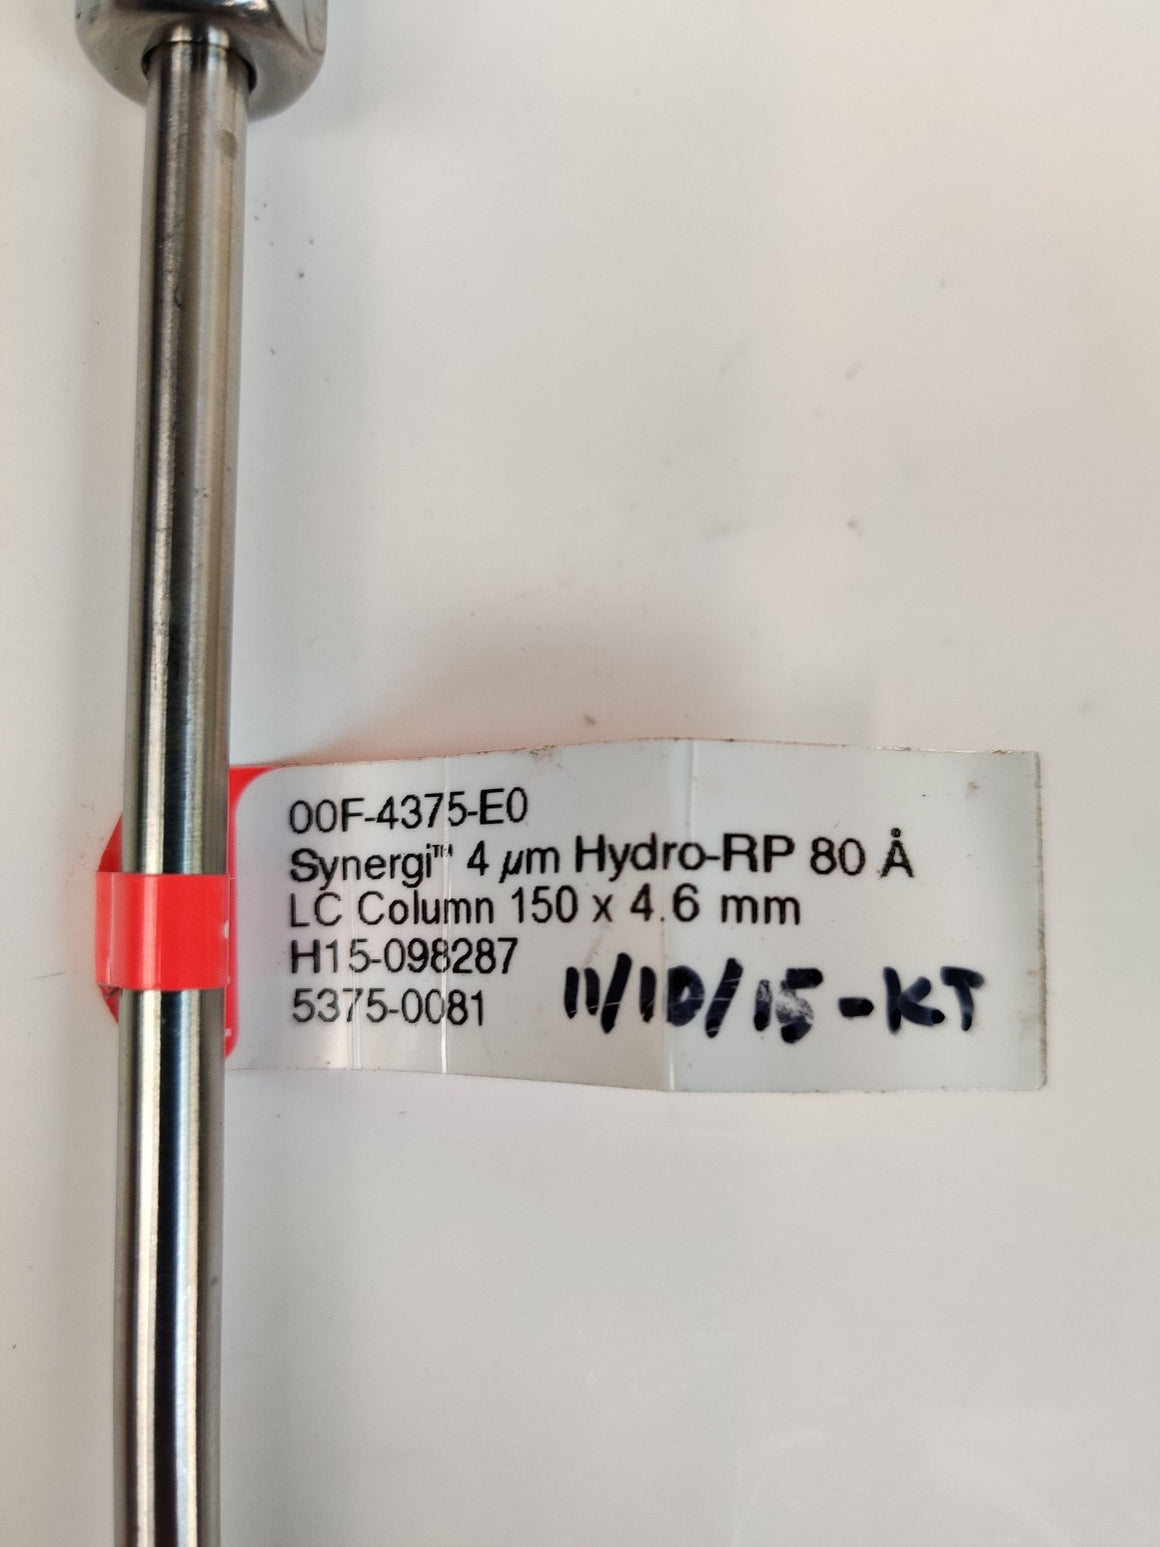 00F-4375-E0
Synergi™ 4 µm Hydro-RP 80 Å
LC Column 150 x 4.6 mm
H15-098287
5375-0081
11/10/15-KT